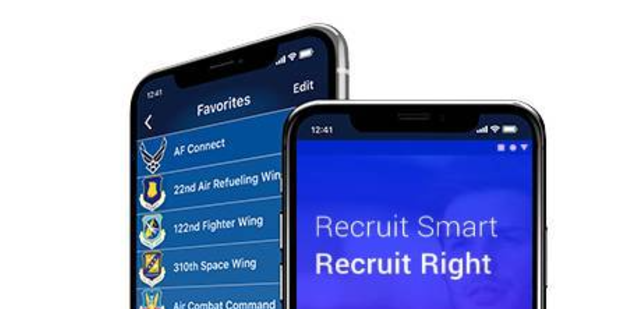 12:41
Favorites
Edit
AF Connect
22nd Air Refueling Win
122nd Fighter Wing
310th Space Wing
Air Combat Command
12:41
Recruit Smart
Recruit Right